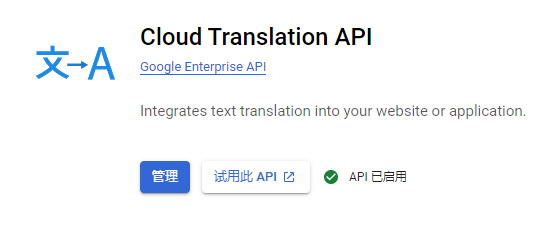 文→A
Cloud Translation API
Google Enterprise API
Integrates text translation into your website or application.
管理 试用此 API API 已启用